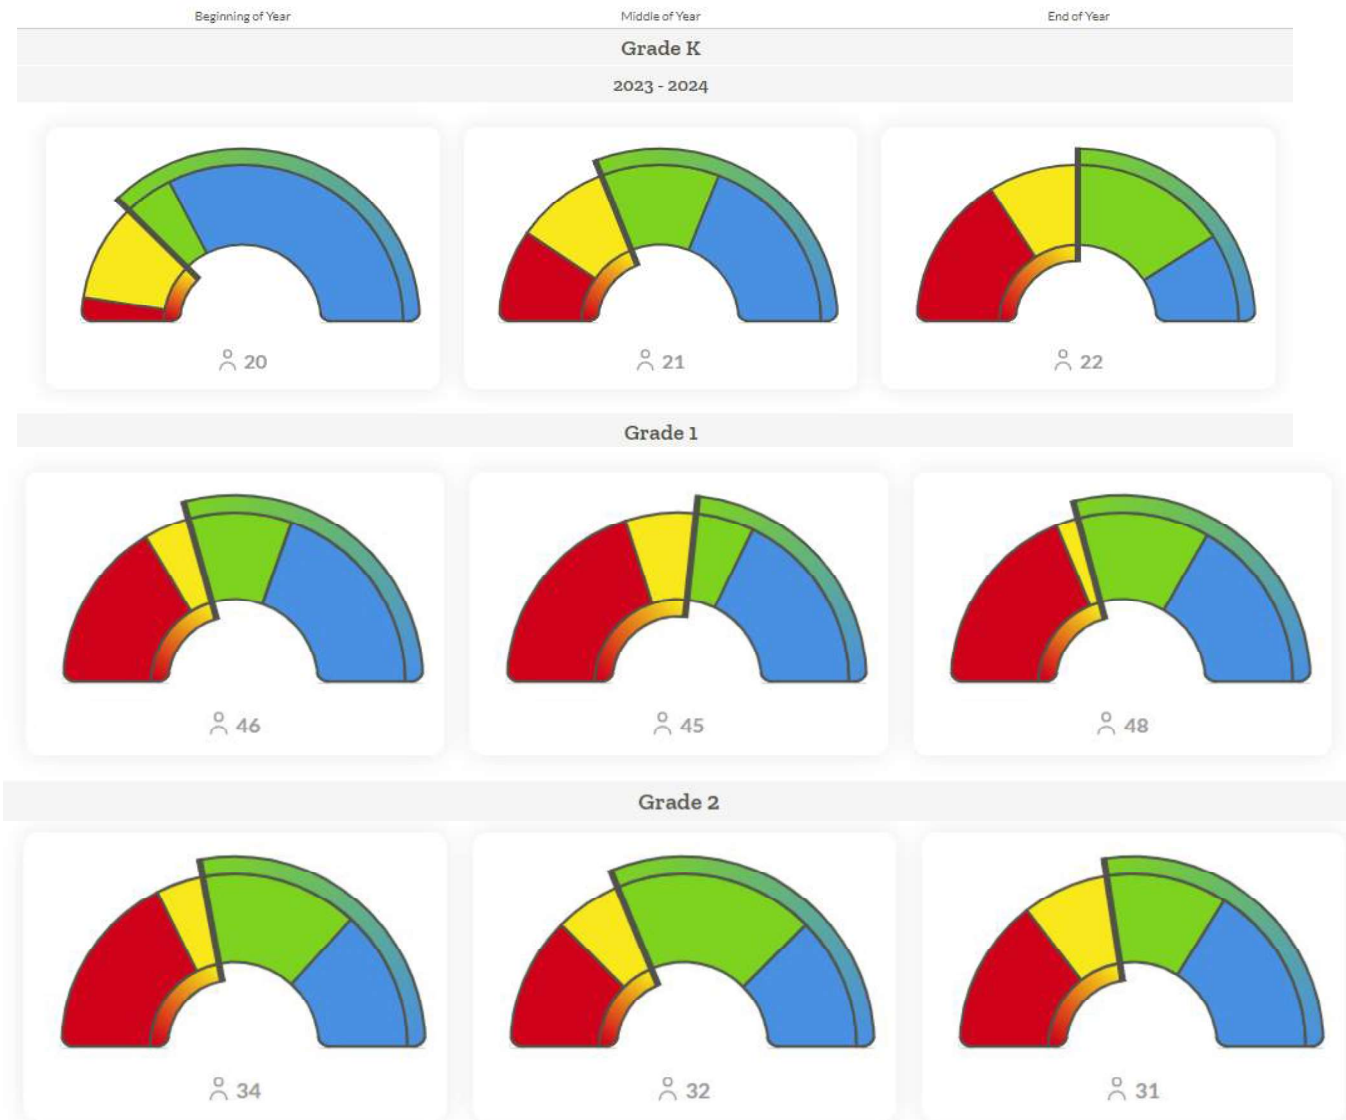 Beginning of Year Middle of Year End of Year
Grade K
2023 - 2024
20 21 22
Grade 1
46 45 48
Grade 2
34 32 31